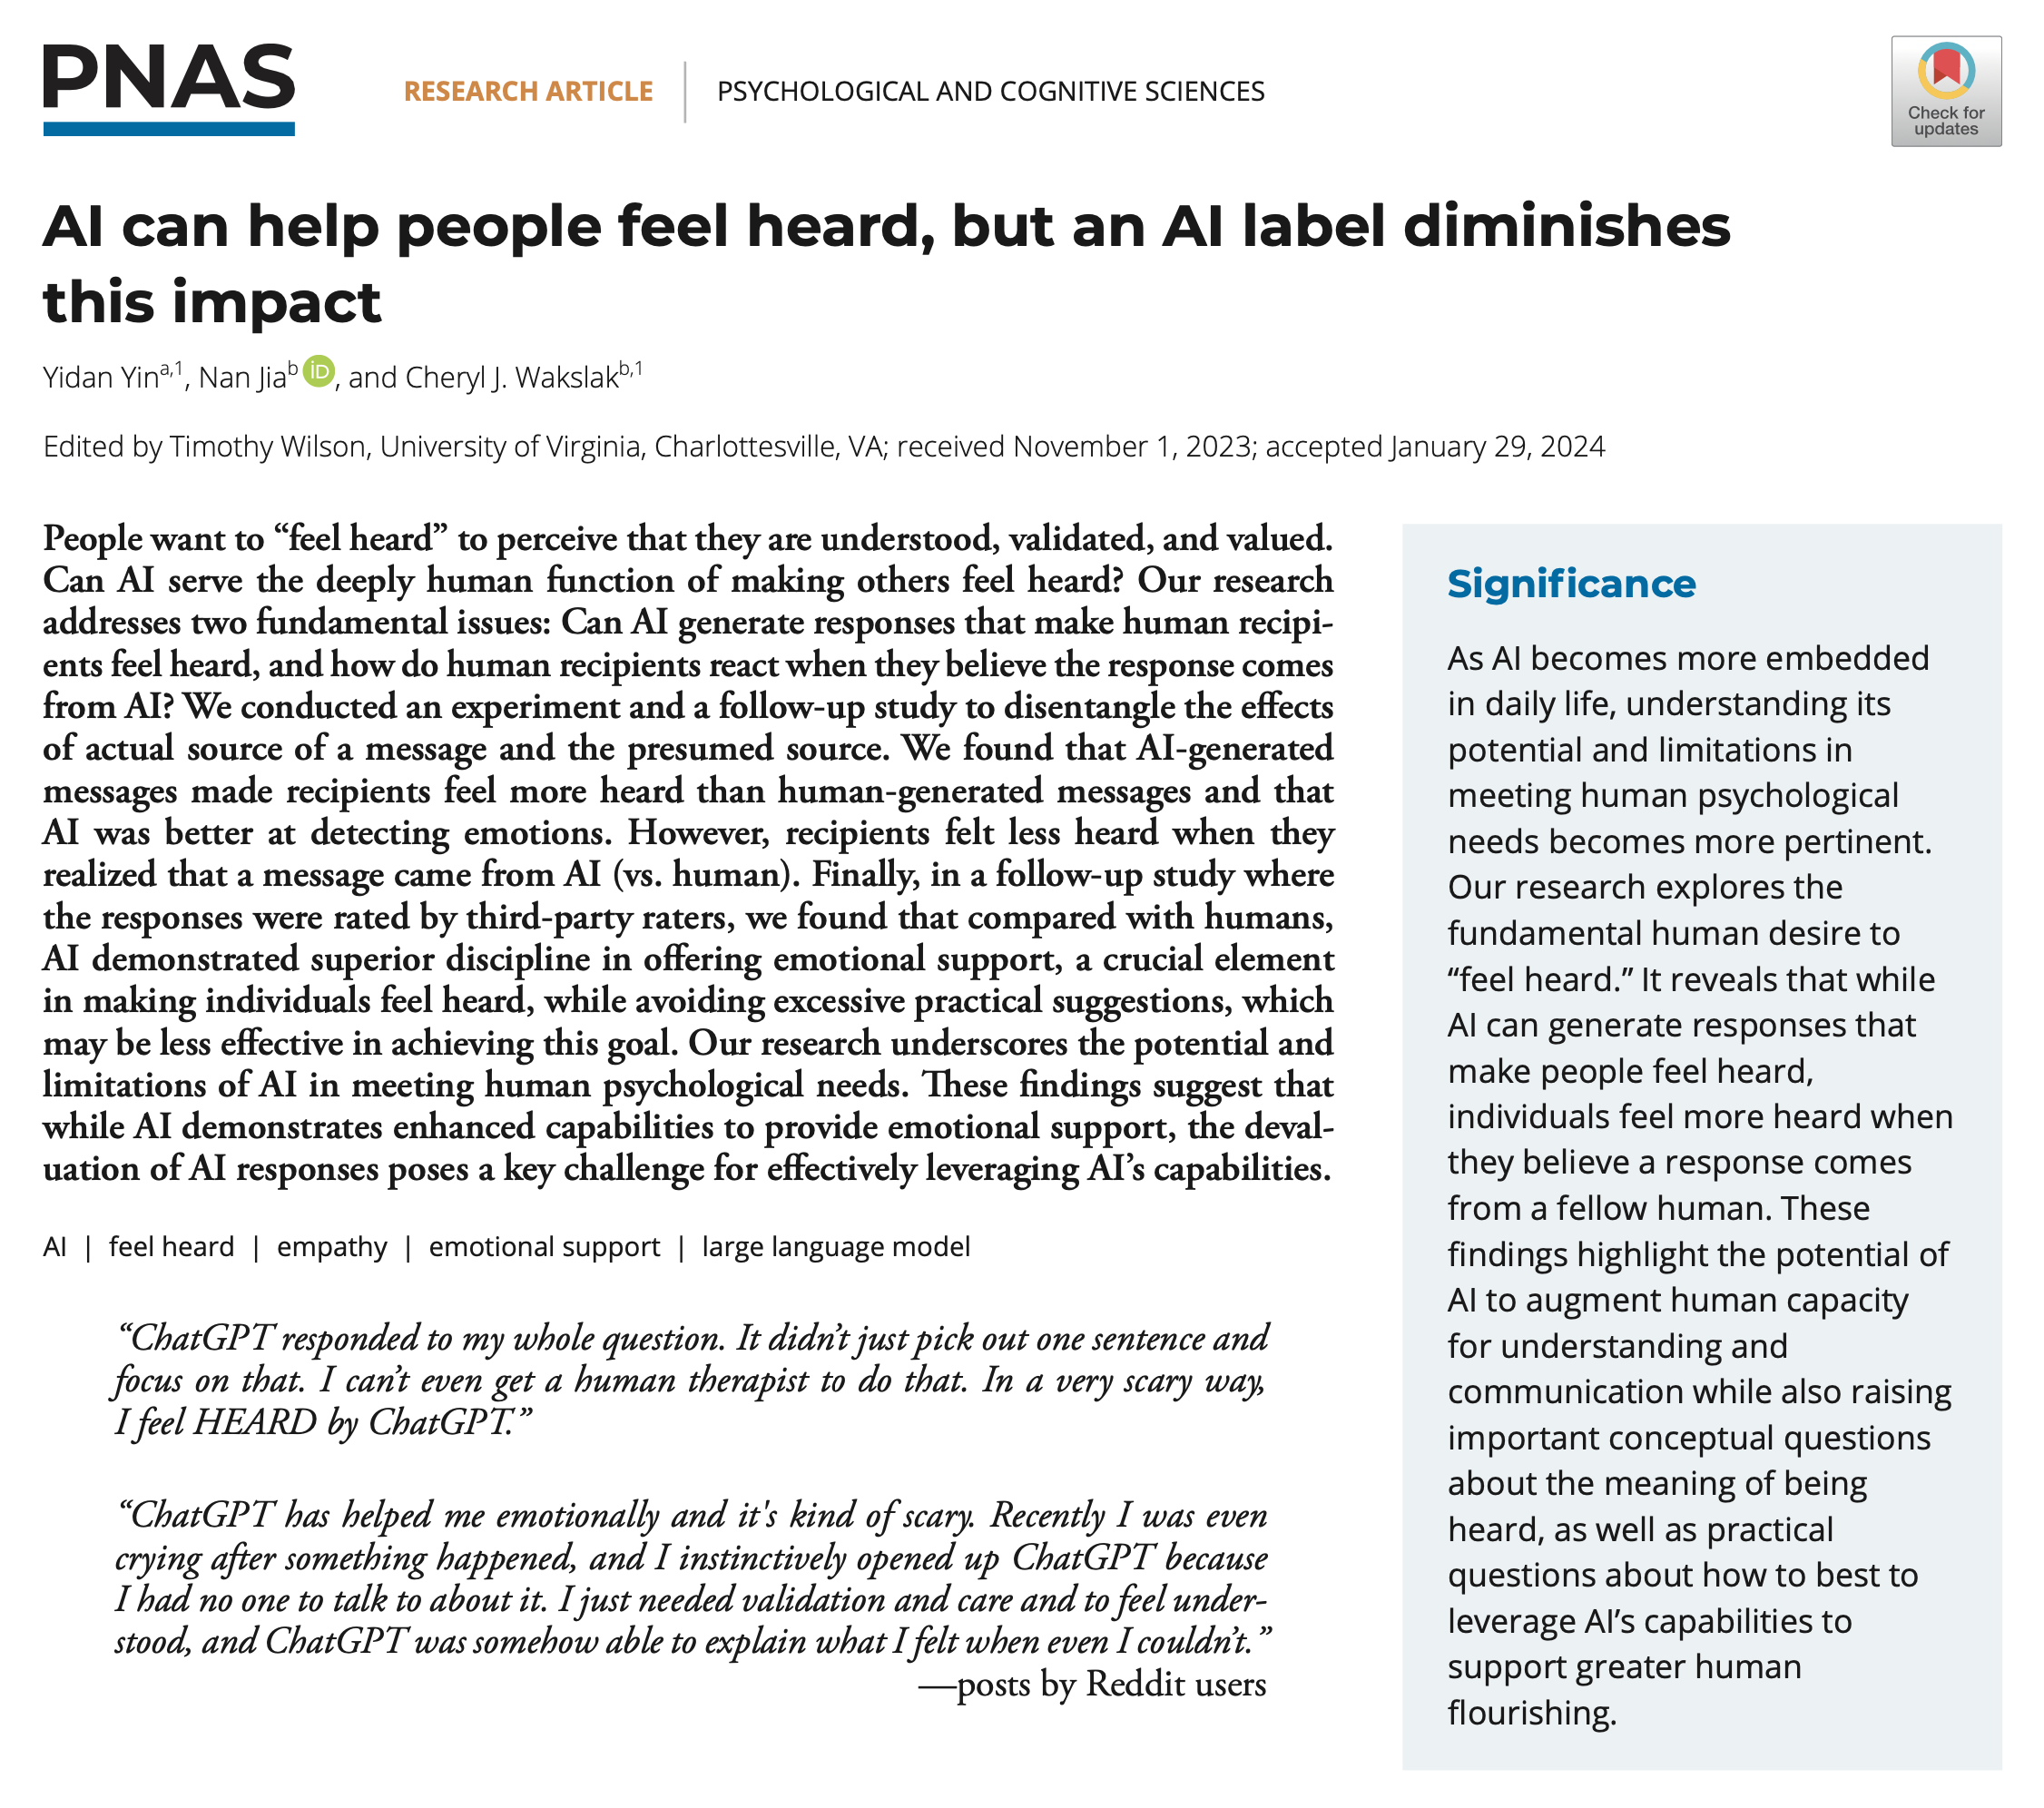 PNAS
RESEARCH ARTICLE | PSYCHOLOGICAL AND COGNITIVE SCIENCES
Check for
updates
AI can help people feel heard, but an AI label diminishes
this impact
Yidan Yina,1, Nan Jiab iD, and Cheryl J. Wakslakb,1
Edited by Timothy Wilson, University of Virginia, Charlottesville, VA; received November 1, 2023; accepted January 29, 2024
People want to “feel heard” to perceive that they are understood, validated, and valued.
Can AI serve the deeply human function of making others feel heard? Our research
addresses two fundamental issues: Can AI generate responses that make human recipi-
ents feel heard, and how do human recipients react when they believe the response comes
from AI? We conducted an experiment and a follow-up study to disentangle the effects
of actual source of a message and the presumed source. We found that AI-generated
messages made recipients feel more heard than human-generated messages and that
AI was better at detecting emotions. However, recipients felt less heard when they
realized that a message came from AI (vs. human). Finally, in a follow-up study where
the responses were rated by third-party raters, we found that compared with humans,
AI demonstrated superior discipline in offering emotional support, a crucial element
in making individuals feel heard, while avoiding excessive practical suggestions, which
may be less effective in achieving this goal. Our research underscores the potential and
limitations of AI in meeting human psychological needs. These findings suggest that
while AI demonstrates enhanced capabilities to provide emotional support, the deval-
uation of AI responses poses a key challenge for effectively leveraging AI’s capabilities.
AI | feel heard | empathy | emotional support | large language model
“ChatGPT responded to my whole question. It didn’t just pick out one sentence and
focus on that. I can’t even get a human therapist to do that. In a very scary way,
I feel HEARD by ChatGPT.”
“ChatGPT has helped me emotionally and it's kind of scary. Recently I was even
crying after something happened, and I instinctively opened up ChatGPT because
I had no one to talk to about it. I just needed validation and care and to feel under-
stood, and ChatGPT was somehow able to explain what I felt when even I couldn’t.”
—posts by Reddit users
Significance
As AI becomes more embedded
in daily life, understanding its
potential and limitations in
meeting human psychological
needs becomes more pertinent.
Our research explores the
fundamental human desire to
“feel heard.” It reveals that while
AI can generate responses that
make people feel heard,
individuals feel more heard when
they believe a response comes
from a fellow human. These
findings highlight the potential of
AI to augment human capacity
for understanding and
communication while also raising
important conceptual questions
about the meaning of being
heard, as well as practical
questions about how to best to
leverage AI’s capabilities to
support greater human
flourishing.